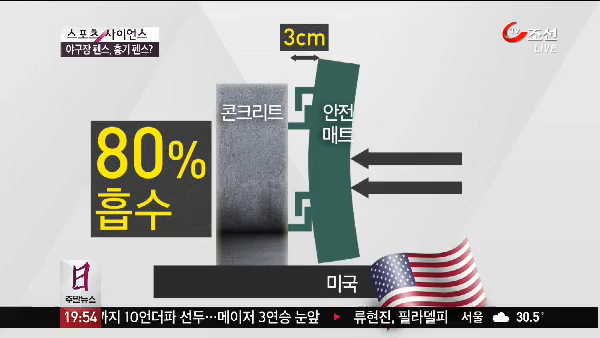 스포츠 사이언스
야구장 펜스, 흉기 펜스?
3cm
TV조선
LIVE
콘크리트
안전
매트
80%
흡수
미국
日
주말뉴스
19:54
까지 10언더파 선두…메이저 3연승 눈앞
류현진, 필라델피
서울
30.5°